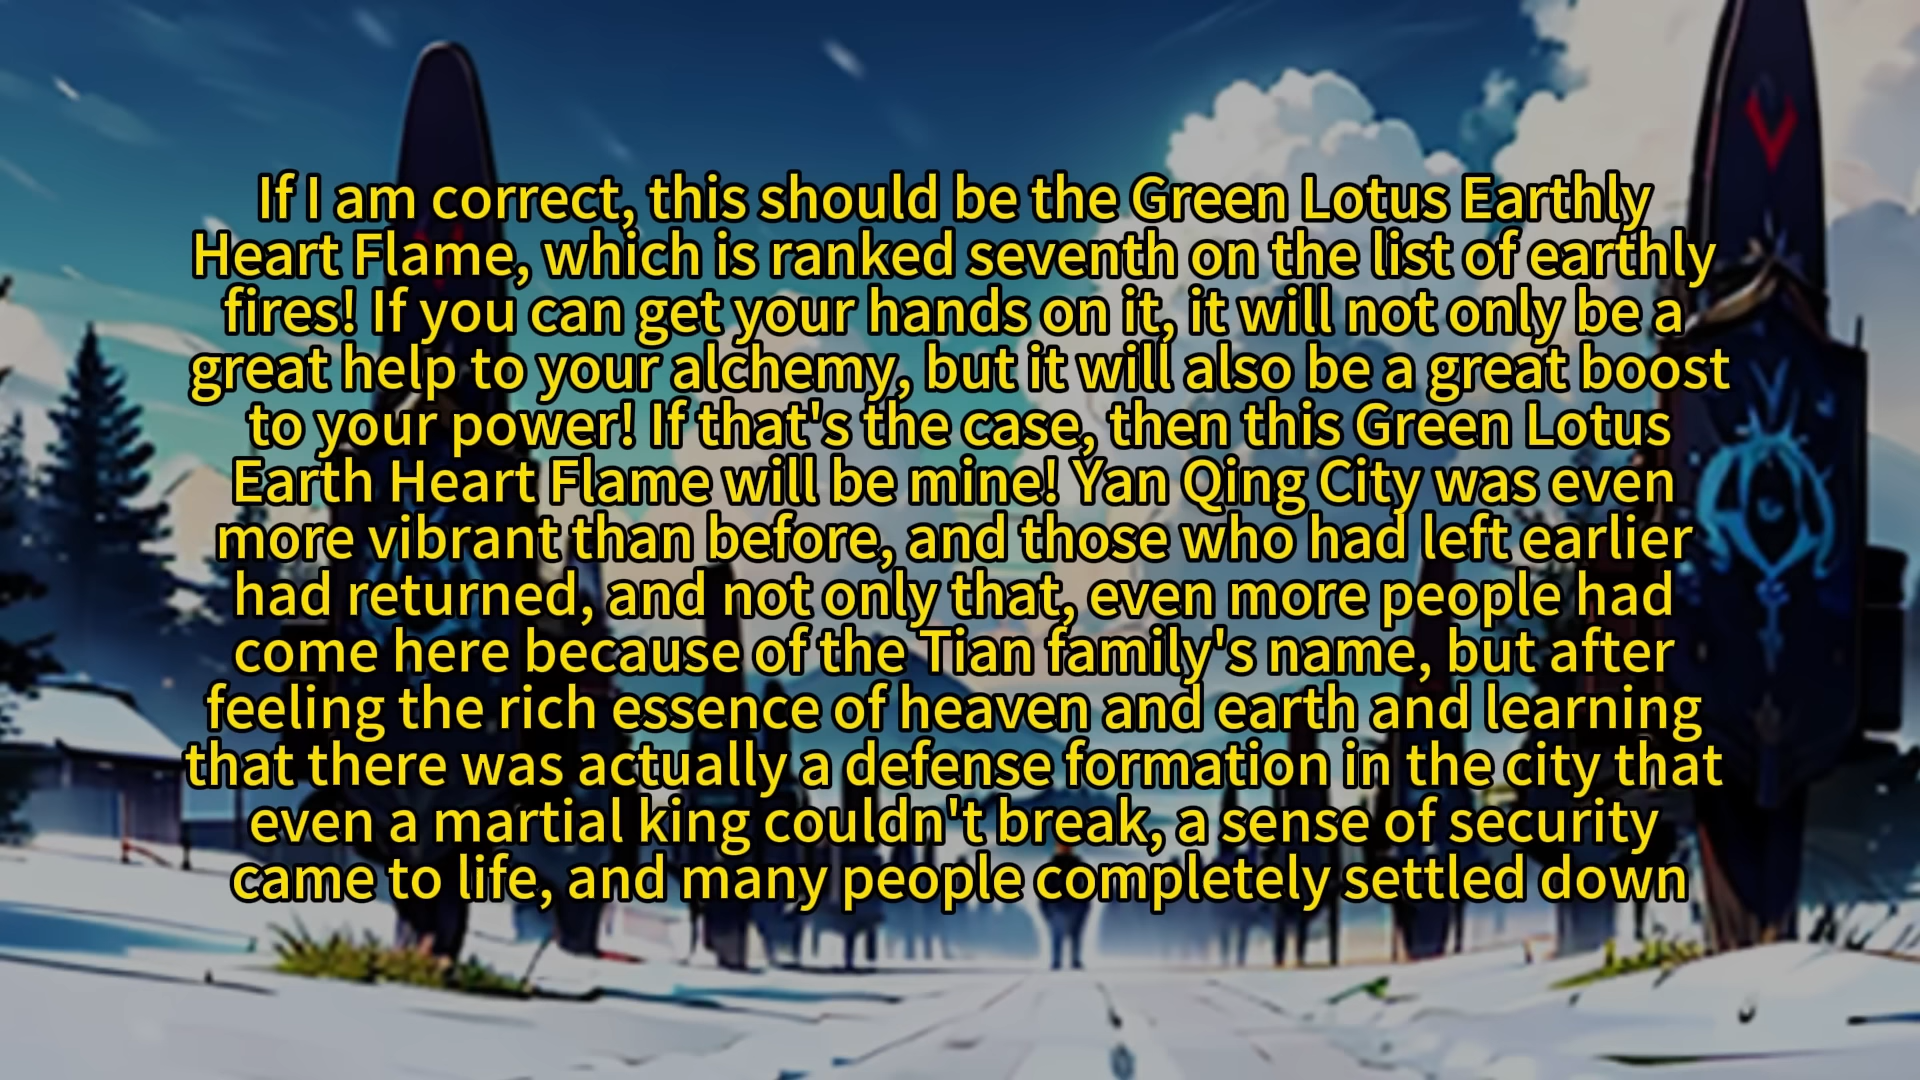 If I am correct, this should be the Green Lotus Earthly
Heart Flame, which is ranked seventh on the list of earthly
fires! If you can get your hands on it, it will not only be a
great help to your alchemy, but it will also be a great boost
to your power! If that's the case, then this Green Lotus
Earth Heart Flame will be mine! Yan Qing City was even
more vibrant than before, and those who had left earlier
had returned, and not only that, even more people had
come here because of the Tian family's name, but after
feeling the rich essence of heaven and earth and learning
that there was actually a defense formation in the city that
even a martial king couldn't break, a sense of security
came to life, and many people completely settled down